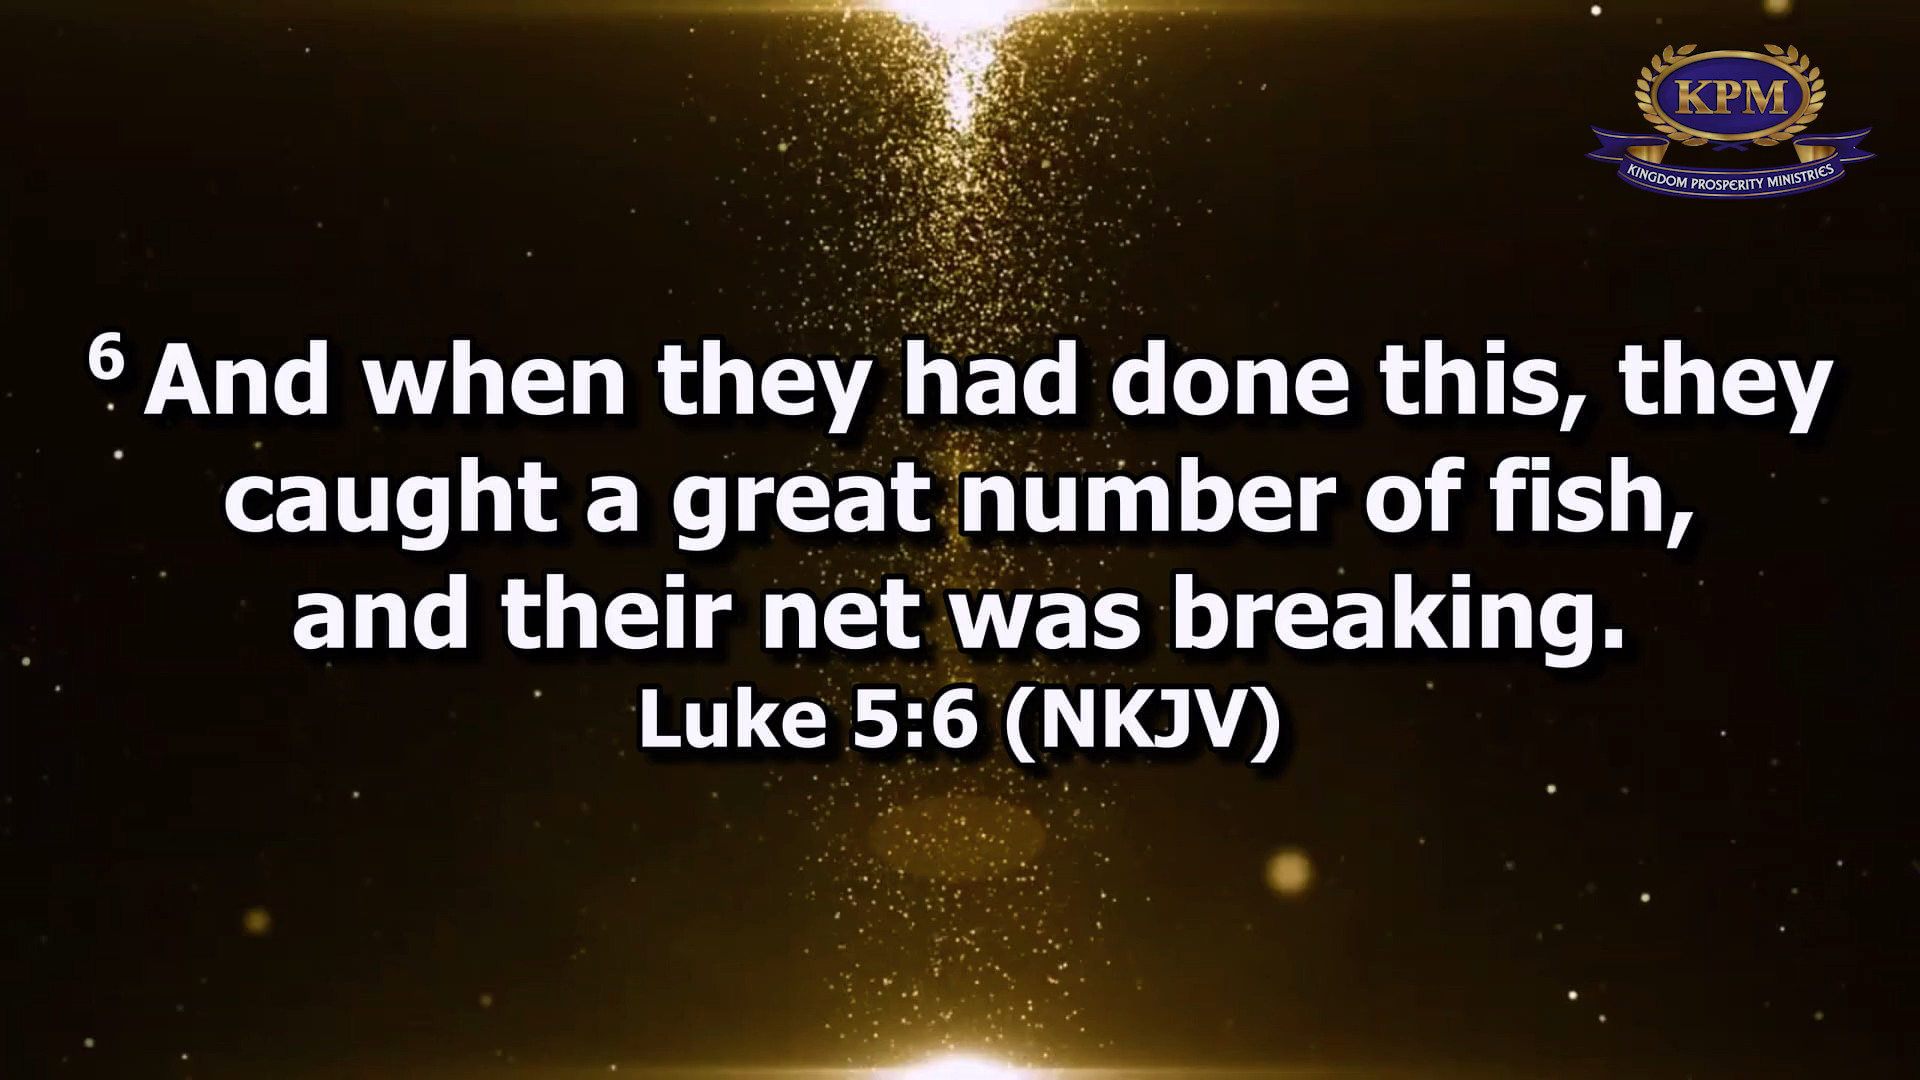 KPM
KINGDOM PROSPERITY MINISTRIES
6 And when they had done this, they
caught a great number of fish,
and their net was breaking.
Luke 5:6 (NKJV)